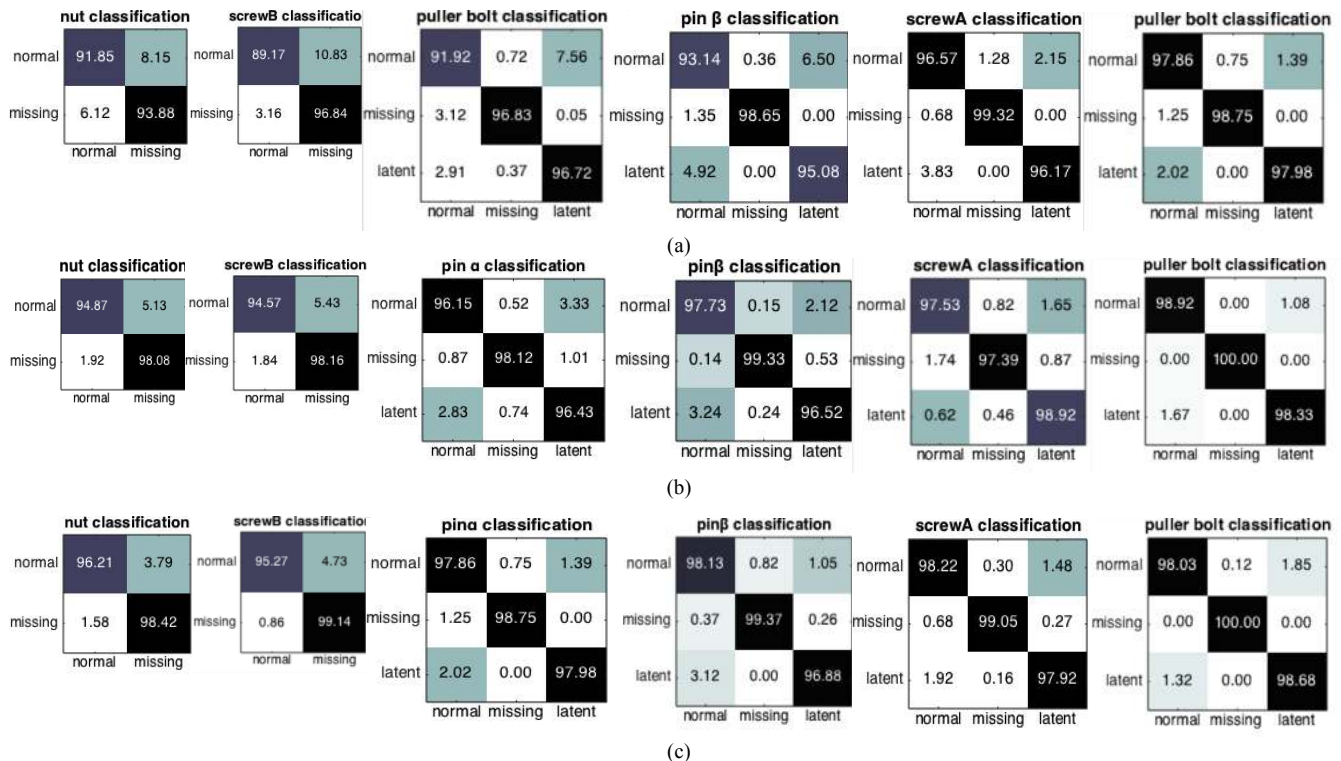 nut classification
normal 91.85 8.15
missing 6.12 93.88
normal missing
screwB classificatio
normal 89.17 10.83
missing 3.16 96.84
normal missing
puller bolt classification
normal 91.92 0.72 7.56
missing 3.12 96.83 0.05
latent 2.91 0.37 96.72
normal missing latent
pin β classification
normal 93.14 0.36 6.50
missing 1.35 98.65 0.00
latent 4.92 0.00 95.08
normal missing latent
screwA classification
normal 96.57 1.28 2.15
missing 0.68 99.32 0.00
latent 3.83 0.00 96.17
normal missing latent
puller bolt classification
normal 97.86 0.75 1.39
missing 1.25 98.75 0.00
latent 2.02 0.00 97.98
normal missing latent
(a)
nut classification
normal 94.87 5.13
missing 1.92 98.08
normal missing
screwB classification
normal 94.57 5.43
missing 1.84 98.16
normal missing
pin α classification
normal 96.15 0.52 3.33
missing 0.87 98.12 1.01
latent 2.83 0.74 96.43
normal missing latent
pinβ classification
normal 97.73 0.15 2.12
missing 0.14 99.33 0.53
latent 3.24 0.24 96.52
normal missing latent
screwA classification
normal 97.53 0.82 1.65
missing 1.74 97.39 0.87
latent 0.62 0.46 98.92
normal missing latent
puller bolt classification
normal 98.92 0.00 1.08
missing 0.00 100.00 0.00
latent 1.67 0.00 98.33
normal missing latent
(b)
nut classification
normal 96.21 3.79
missing 1.58 98.42
normal missing
screwB classification
normal 95.27 4.73
missing 0.86 99.14
normal missing
pinα classification
normal 97.86 0.75 1.39
missing 1.25 98.75 0.00
latent 2.02 0.00 97.98
normal missing latent
pinβ classification
normal 98.13 0.82 1.05
missing 0.37 99.37 0.26
latent 3.12 0.00 96.88
normal missing latent
screwA classification
normal 98.22 0.30 1.48
missing 0.68 99.05 0.27
latent 1.92 0.16 97.92
normal missing latent
puller bolt classification
normal 98.03 0.12 1.85
missing 0.00 100.00 0.00
latent 1.32 0.00 98.68
normal missing latent
(c)